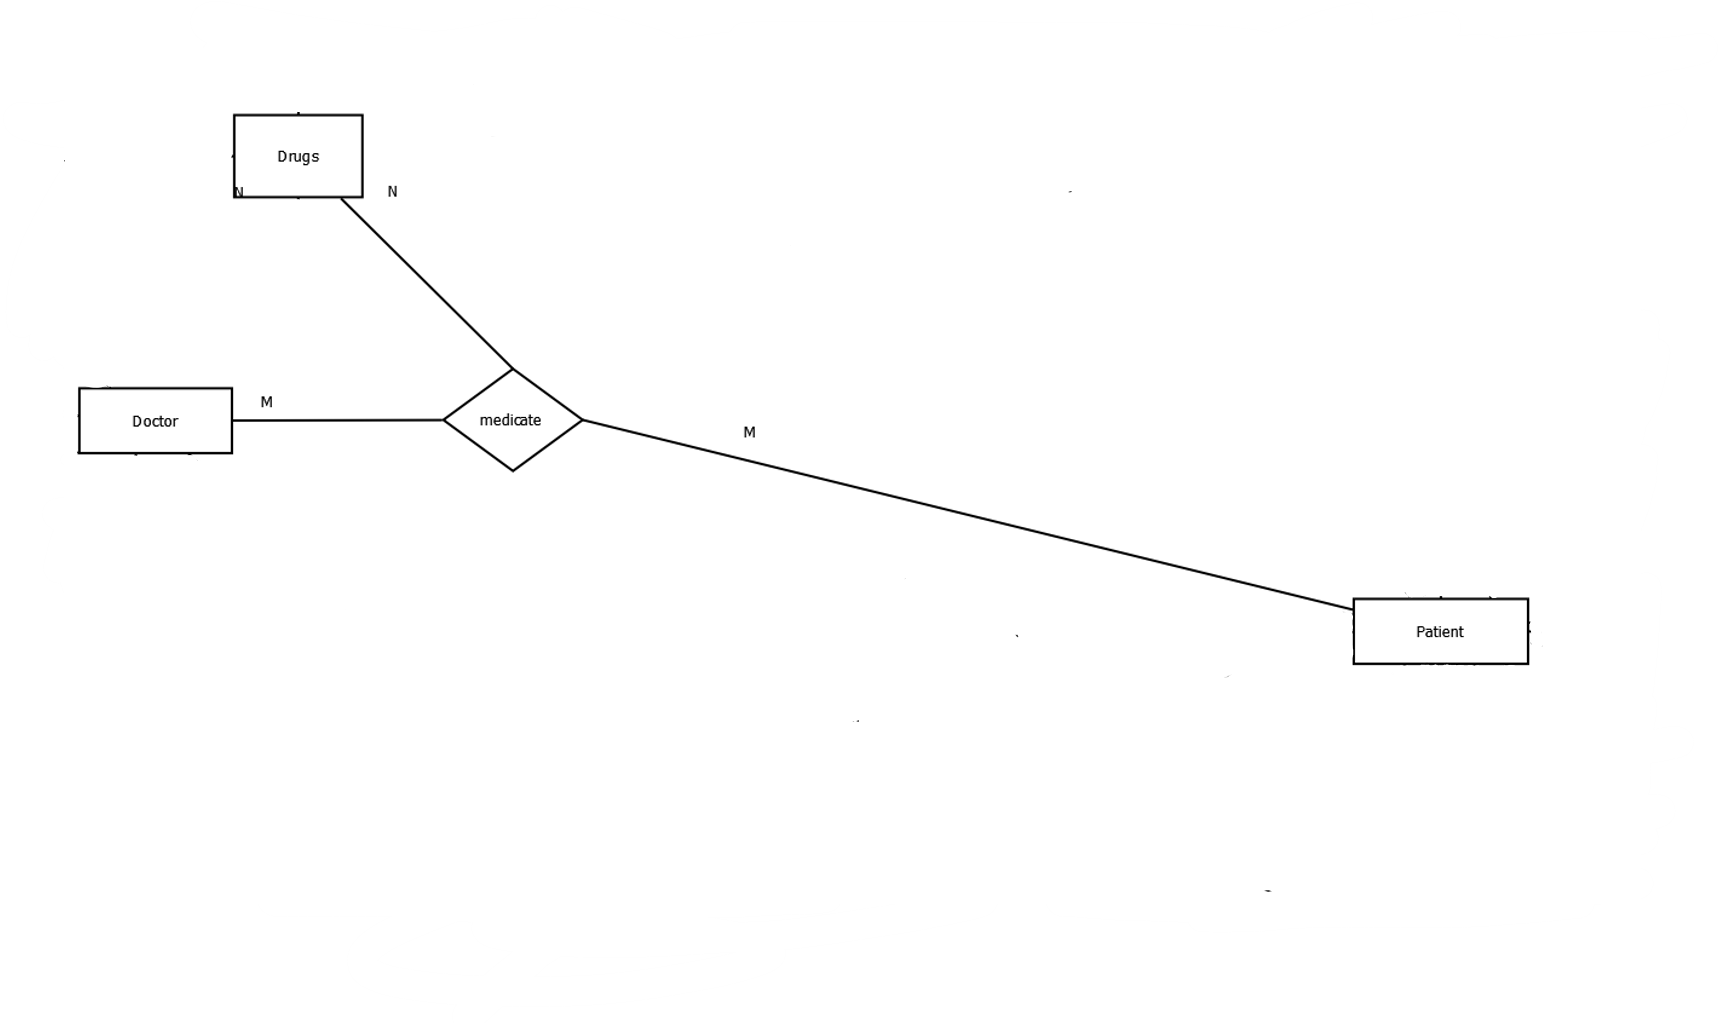 Drugs
N
N
M
Doctor
medicate
M
Patient